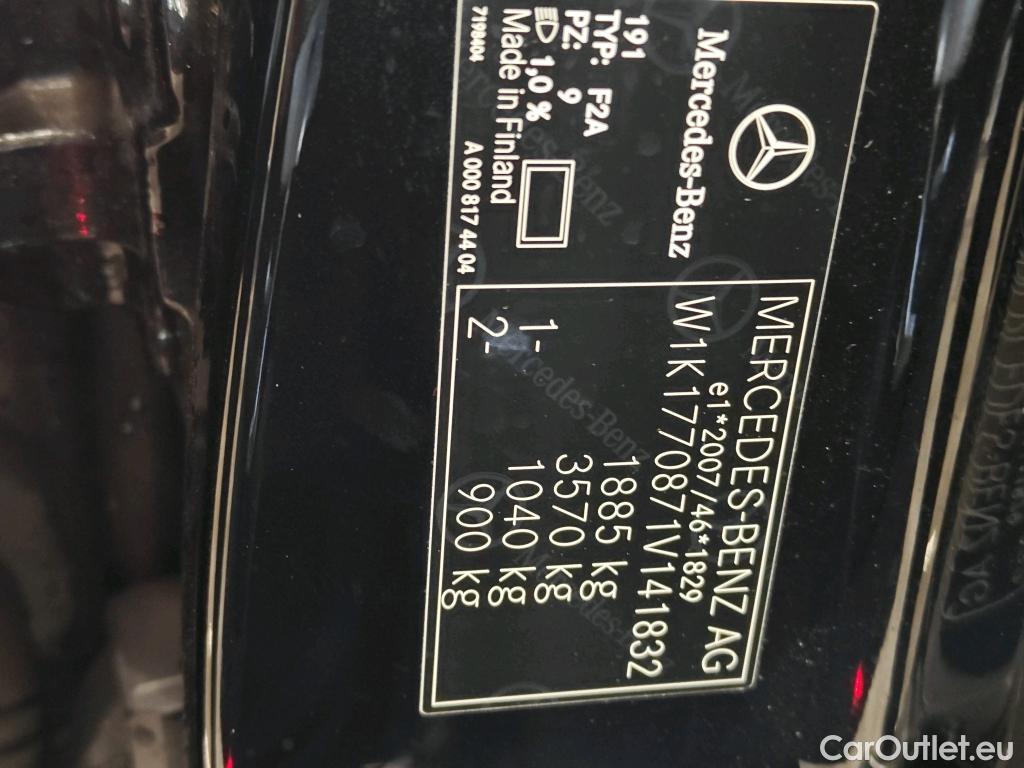 Mercedes-Benz
191
TYP: F2A
PZ: 9
1,0 %
Made in Finland
7198404
A 000 817 44 04
MERCEDES-BENZ AG
e1*2007/46*1829
W1K1770871V141832
1885 kg
3570 kg
1- 1040 kg
2- 900 kg
CarOutlet.eu